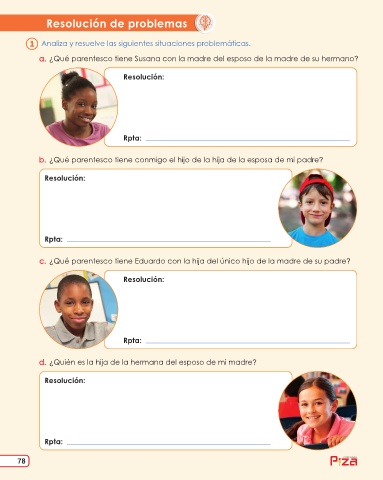 Resolución de problemas
1 Analiza y resuelve las siguientes situaciones problemáticas.
a. ¿Qué parentesco tiene Susana con la madre del esposo de la madre de su hermano?
Resolución:
Rpta:
b. ¿Qué parentesco tiene conmigo el hijo de la hija de la esposa de mi padre?
Resolución:
Rpta:
c. ¿Qué parentesco tiene Eduardo con la hija del único hijo de la madre de su padre?
Resolución:
Rpta:
d. ¿Quién es la hija de la hermana del esposo de mi madre?
Resolución:
Rpta:
78